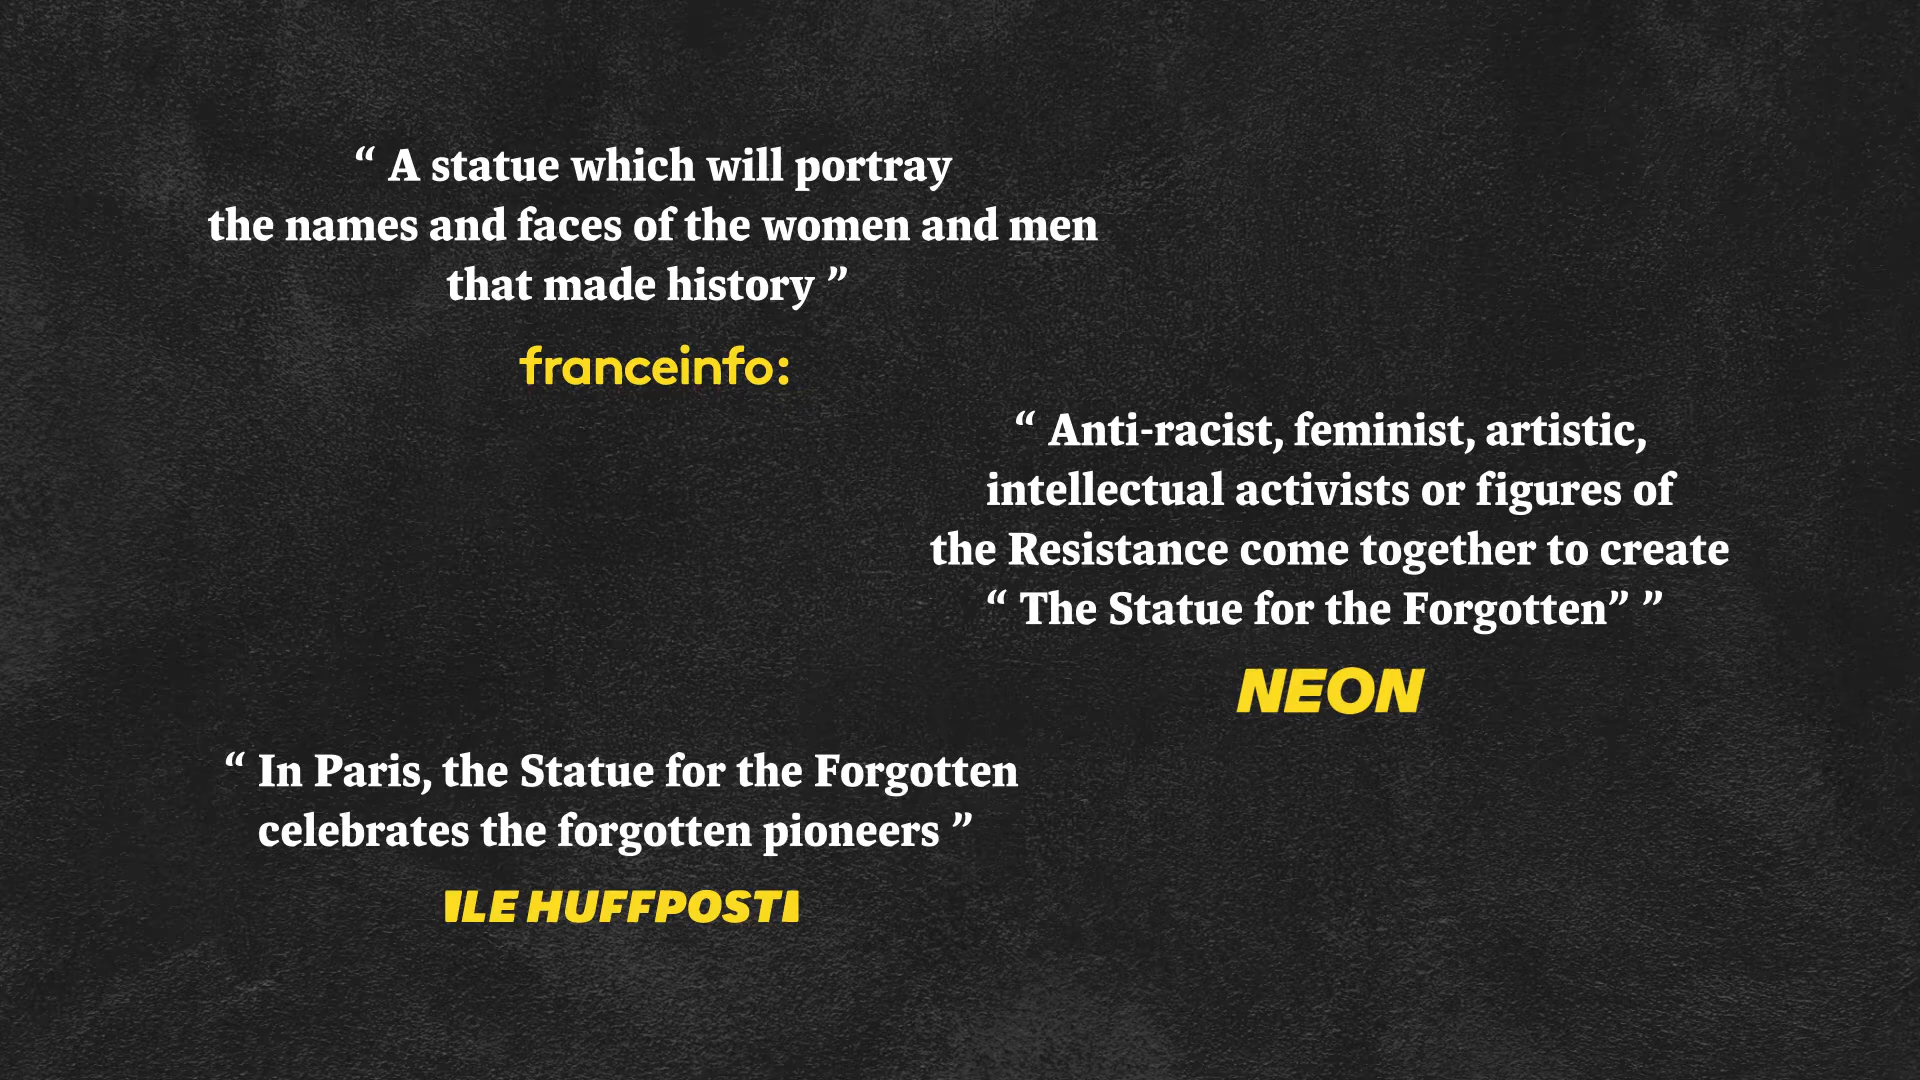 “ A statue which will portray
the names and faces of the women and men
that made history ”
franceinfo:
“ Anti-racist, feminist, artistic,
intellectual activists or figures of
the Resistance come together to create
“ The Statue for the Forgotten” ”
NEON
“ In Paris, the Statue for the Forgotten
celebrates the forgotten pioneers ”
LE HUFFPOST